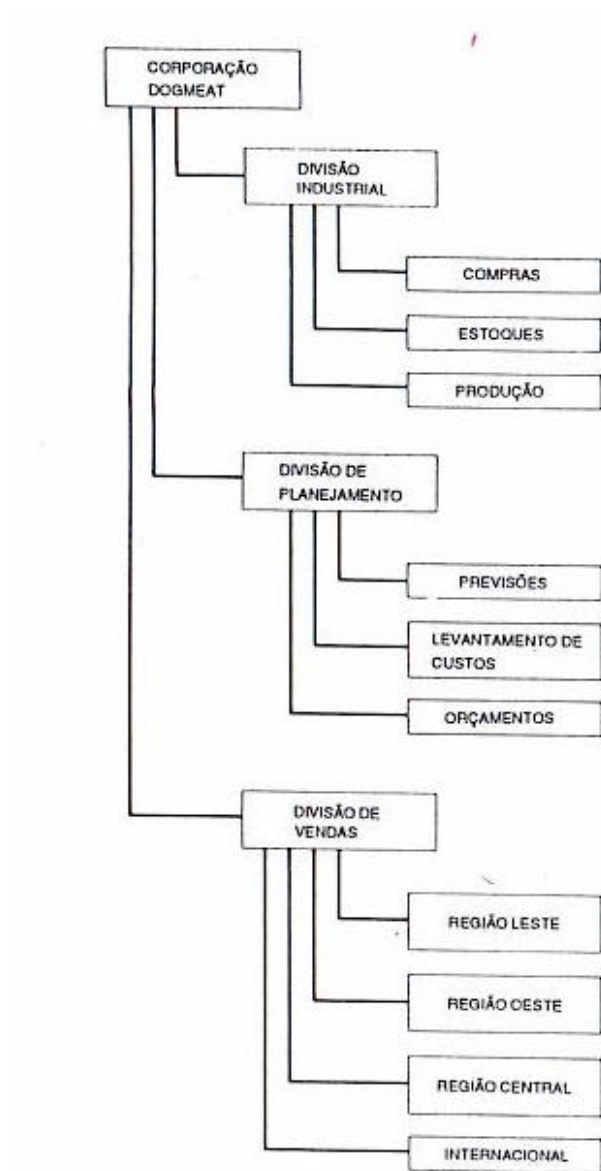 CORPORAÇÃO
DOGMEAT
DIVISÃO
INDUSTRIAL
COMPRAS
ESTOQUES
PRODUÇÃO
DIVISÃO DE
PLANEJAMENTO
PREVISÕES
LEVANTAMENTO DE
CUSTOS
ORÇAMENTOS
DIVISÃO DE
VENDAS
REGIÃO LESTE
REGIÃO OESTE
REGIÃO CENTRAL
INTERNACIONAL